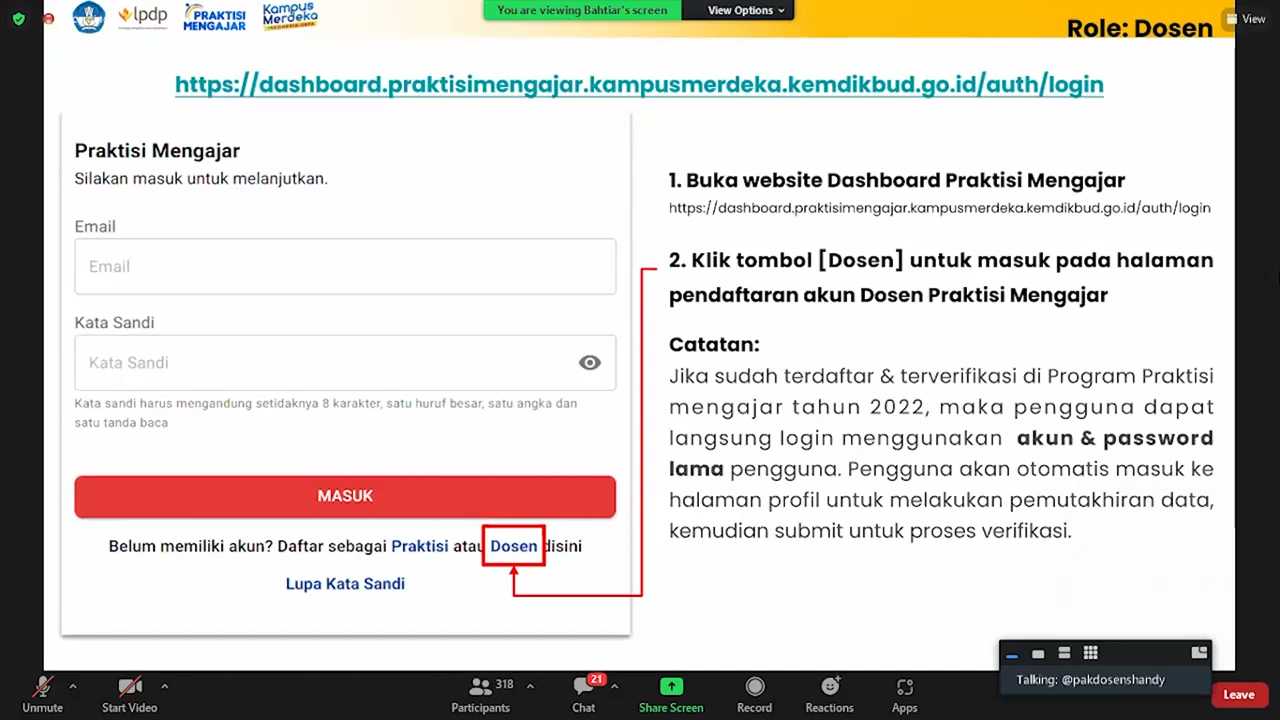 lpdp
PRAKTISI
MENGAJAR
Kampus
Merdeka
INDONESIA JAYA
You are viewing Bahtiar's screen
View Options
View
Role: Dosen
https://dashboard.praktisimengajar.kampusmerdeka.kemdikbud.go.id/auth/login
Praktisi Mengajar
Silakan masuk untuk melanjutkan.
Email
Email
Kata Sandi
Kata Sandi
Kata sandi harus mengandung setidaknya 8 karakter, satu huruf besar, satu angka dan
satu tanda baca
MASUK
Belum memiliki akun? Daftar sebagai Praktisi atau Dosen disini
Lupa Kata Sandi
1. Buka website Dashboard Praktisi Mengajar
https://dashboard.praktisimengajar.kampusmerdeka.kemdikbud.go.id/auth/login
2. Klik tombol [Dosen] untuk masuk pada halaman
pendaftaran akun Dosen Praktisi Mengajar
Catatan:
Jika sudah terdaftar & terverifikasi di Program Praktisi
mengajar tahun 2022, maka pengguna dapat
langsung login menggunakan akun & password
lama pengguna. Pengguna akan otomatis masuk ke
halaman profil untuk melakukan pemutakhiran data,
kemudian submit untuk proses verifikasi.
Talking: @pakdosenshandy
Unmute
Start Video
318
Participants
21
Chat
Share Screen
Record
Reactions
Apps
Leave